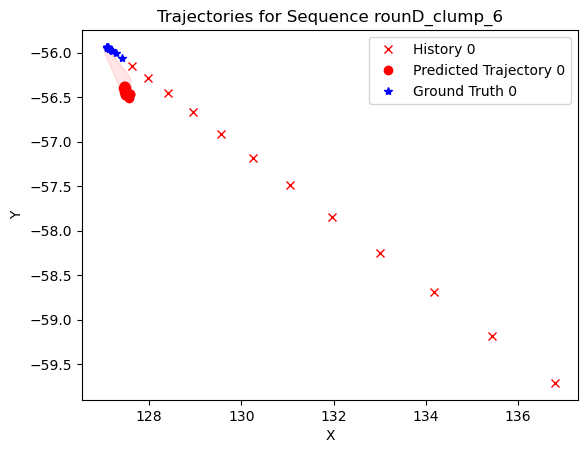 Trajectories for Sequence rounD_clump_6
History 0
Predicted Trajectory 0
Ground Truth 0
Y
−56.0
−56.5
−57.0
−57.5
−58.0
−58.5
−59.0
−59.5
128 130 132 134 136
X